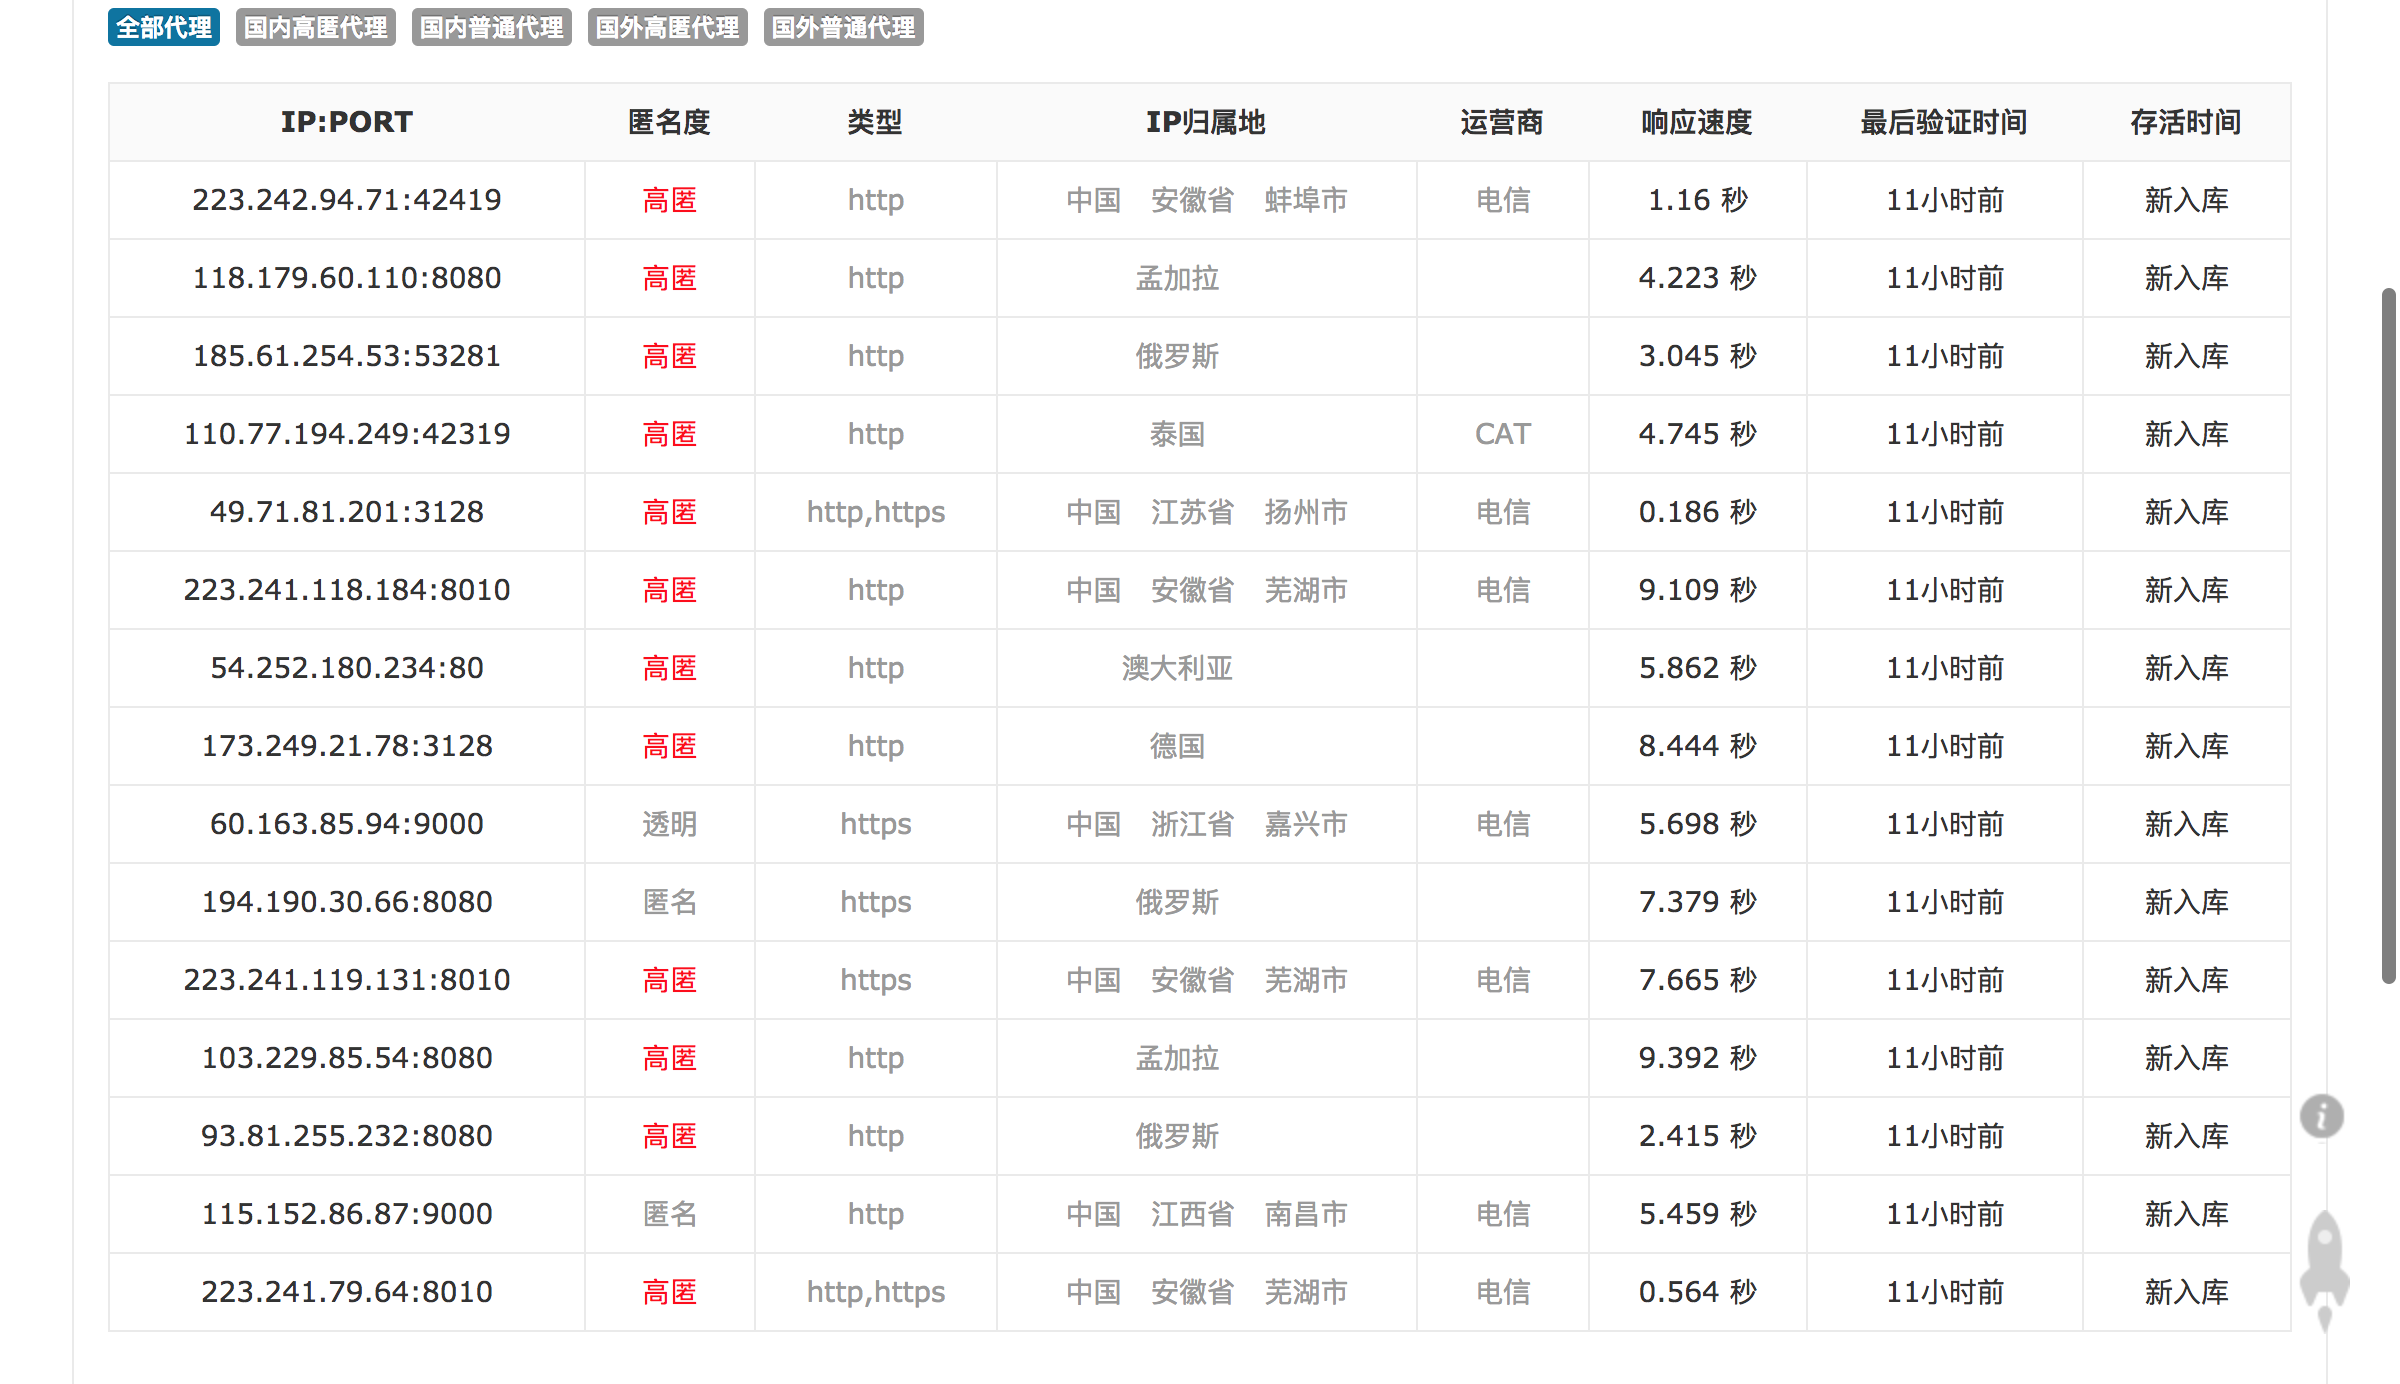 全部代理 国内高匿代理 国内普通代理 国外高匿代理 国外普通代理
IP:PORT 匿名度 类型 IP归属地 运营商 响应速度 最后验证时间 存活时间
223.242.94.71:42419 高匿 http 中国 安徽省 蚌埠市 电信 1.16 秒 11小时前 新入库
118.179.60.110:8080 高匿 http 孟加拉 4.223 秒 11小时前 新入库
185.61.254.53:53281 高匿 http 俄罗斯 3.045 秒 11小时前 新入库
110.77.194.249:42319 高匿 http 泰国 CAT 4.745 秒 11小时前 新入库
49.71.81.201:3128 高匿 http,https 中国 江苏省 扬州市 电信 0.186 秒 11小时前 新入库
223.241.118.184:8010 高匿 http 中国 安徽省 芜湖市 电信 9.109 秒 11小时前 新入库
54.252.180.234:80 高匿 http 澳大利亚 5.862 秒 11小时前 新入库
173.249.21.78:3128 高匿 http 德国 8.444 秒 11小时前 新入库
60.163.85.94:9000 透明 https 中国 浙江省 嘉兴市 电信 5.698 秒 11小时前 新入库
194.190.30.66:8080 匿名 https 俄罗斯 7.379 秒 11小时前 新入库
223.241.119.131:8010 高匿 https 中国 安徽省 芜湖市 电信 7.665 秒 11小时前 新入库
103.229.85.54:8080 高匿 http 孟加拉 9.392 秒 11小时前 新入库
93.81.255.232:8080 高匿 http 俄罗斯 2.415 秒 11小时前 新入库
115.152.86.87:9000 匿名 http 中国 江西省 南昌市 电信 5.459 秒 11小时前 新入库
223.241.79.64:8010 高匿 http,https 中国 安徽省 芜湖市 电信 0.564 秒 11小时前 新入库